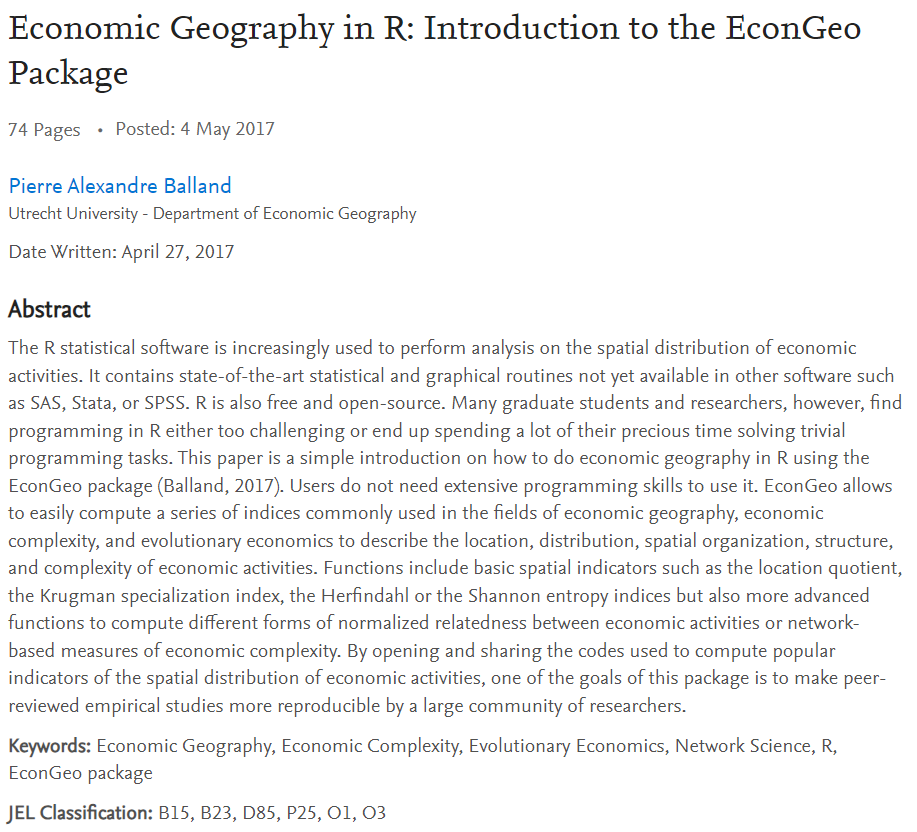 Economic Geography in R: Introduction to the EconGeo
Package
74 Pages • Posted: 4 May 2017
Pierre Alexandre Balland
Utrecht University - Department of Economic Geography
Date Written: April 27, 2017
Abstract
The R statistical software is increasingly used to perform analysis on the spatial distribution of economic
activities. It contains state-of-the-art statistical and graphical routines not yet available in other software such
as SAS, Stata, or SPSS. R is also free and open-source. Many graduate students and researchers, however, find
programming in R either too challenging or end up spending a lot of their precious time solving trivial
programming tasks. This paper is a simple introduction on how to do economic geography in R using the
EconGeo package (Balland, 2017). Users do not need extensive programming skills to use it. EconGeo allows
to easily compute a series of indices commonly used in the fields of economic geography, economic
complexity, and evolutionary economics to describe the location, distribution, spatial organization, structure,
and complexity of economic activities. Functions include basic spatial indicators such as the location quotient,
the Krugman specialization index, the Herfindahl or the Shannon entropy indices but also more advanced
functions to compute different forms of normalized relatedness between economic activities or network-
based measures of economic complexity. By opening and sharing the codes used to compute popular
indicators of the spatial distribution of economic activities, one of the goals of this package is to make peer-
reviewed empirical studies more reproducible by a large community of researchers.
Keywords: Economic Geography, Economic Complexity, Evolutionary Economics, Network Science, R,
EconGeo package
JEL Classification: B15, B23, D85, P25, O1, O3